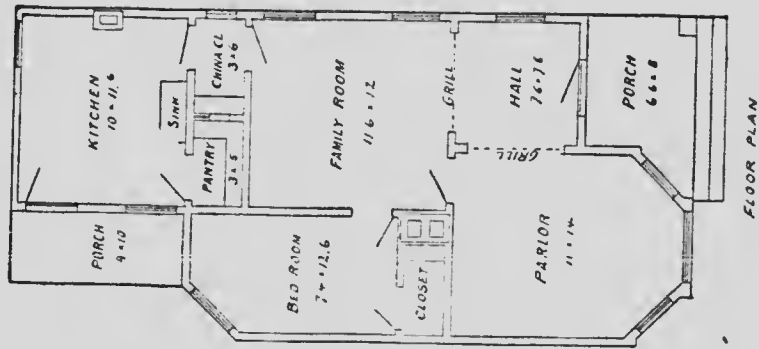 KITCHEN
10 = 11.6
SINK
CHINA CL
3 = 6
PANTRY
3 = 5
FAMILY ROOM
11 6 = 12
GRILL
HALL
7 6 = 7 6
PORCH
6 6 = 8
GRILL
PORCH
4 = 10
BED ROOM
7 4 = 12.6
CLOSET
PARLOR
11 = 14
FLOOR PLAN